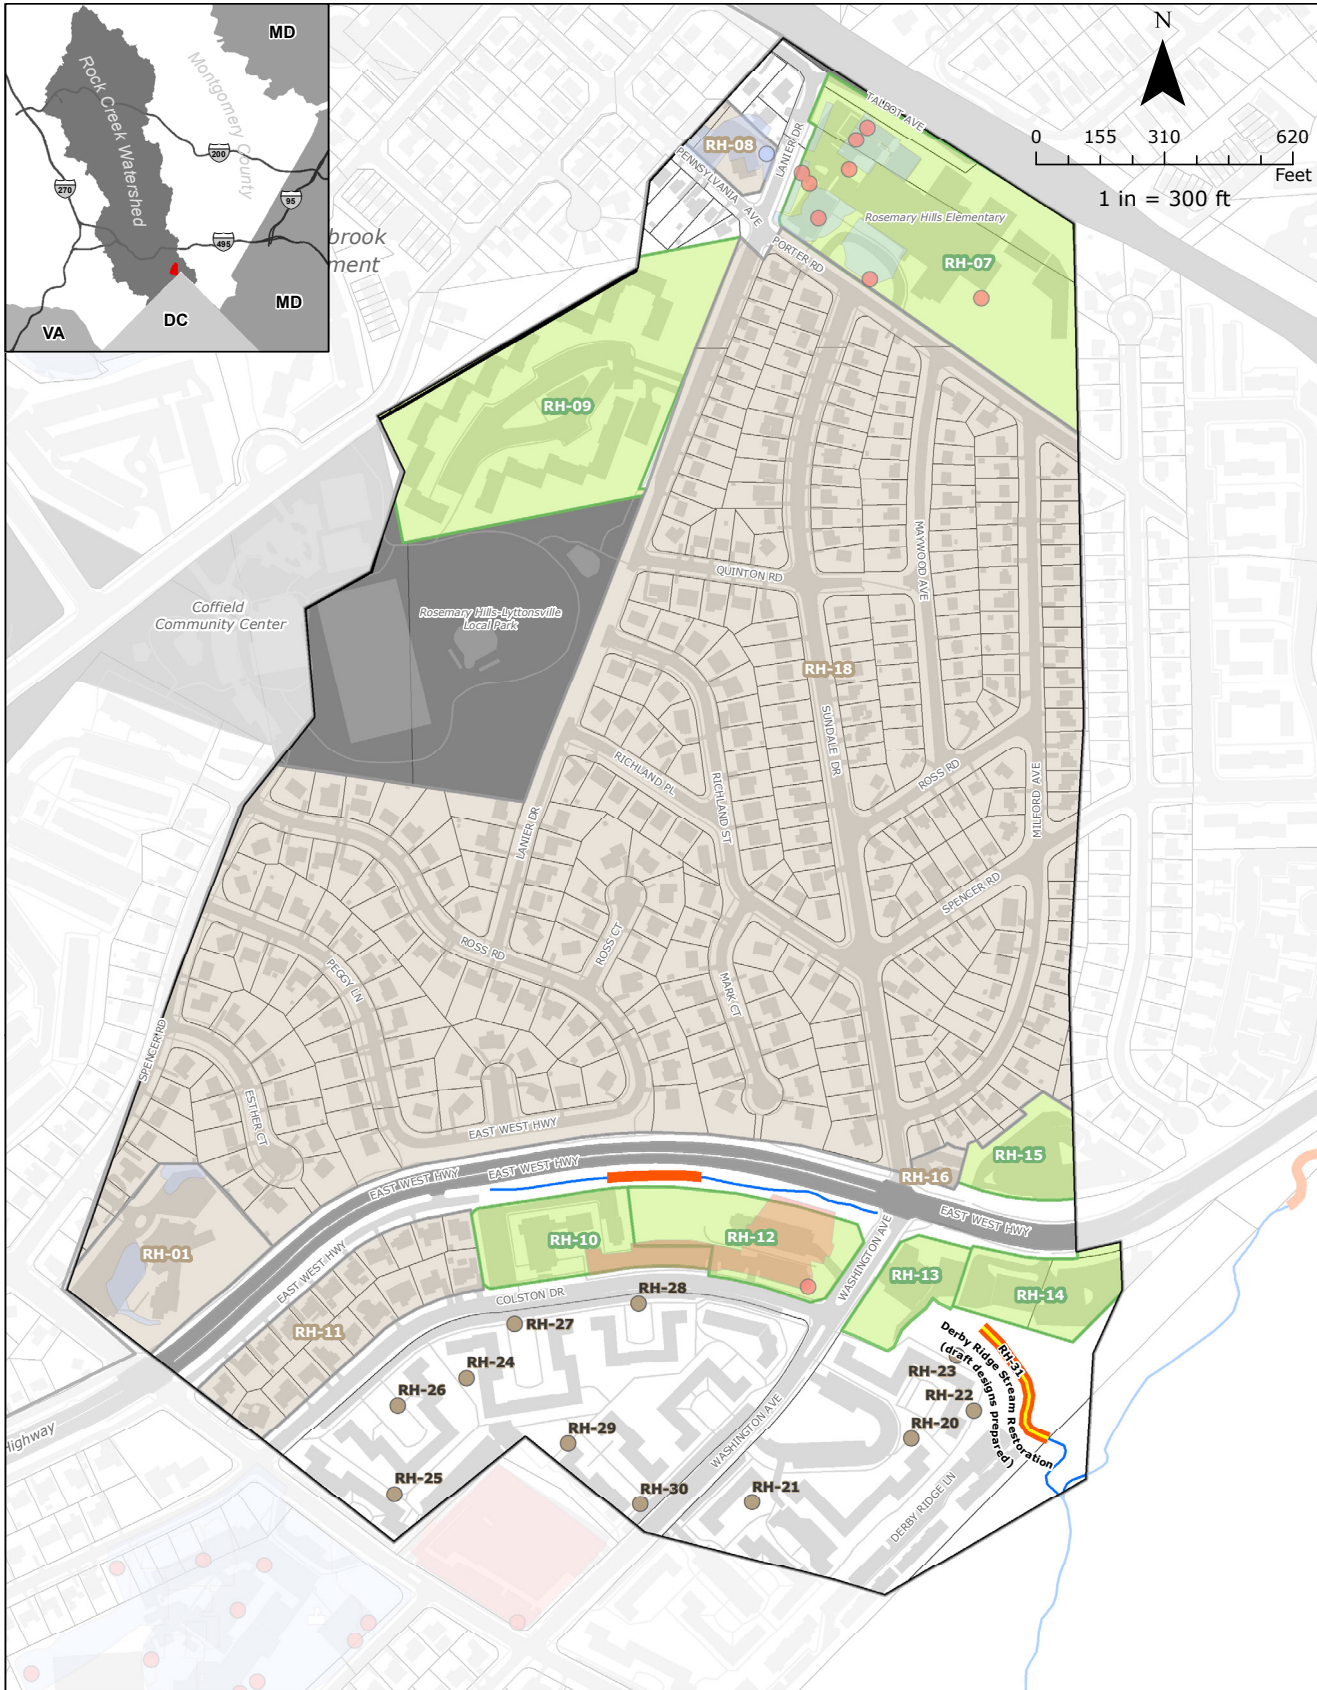 MD
Rock Creek Watershed
Montgomery County
200
270
95
495
MD
VA
DC
brook
ment
N
0 155 310 620
Feet
1 in = 300 ft
TALBOT AVE
LANIER DR
RH-08
PENNSYLVANIA AVE
Rosemary Hills Elementary
PORTER RD
RH-07
RH-09
QUINTON RD
MAYWOOD AVE
Coffield
Community Center
Rosemary Hills-Lyttonsville
Local Park
RH-18
SUNDALE DR
RICHLAND PL
RICHLAND ST
ROSS RD
MILFORD AVE
LANIER DR
SPENCER RD
ROSS RD
ROSS CT
PEGGY LN
MARK CT
SPENCER RD
ESTHER CT
EAST WEST HWY
RH-15
EAST WEST HWY
EAST WEST HWY
RH-16
EAST WEST HWY
RH-01
RH-10
RH-12
WASHINGTON AVE
RH-13
RH-14
EAST WEST HWY
COLSTON DR
RH-28
RH-11
RH-27
RH-31
Derby Ridge Stream Restoration
(draft designs prepared)
RH-23
RH-24
RH-26
RH-22
RH-20
RH-29
WASHINGTON AVE
Highway
RH-25
RH-30
RH-21
DERBY RIDGE LN